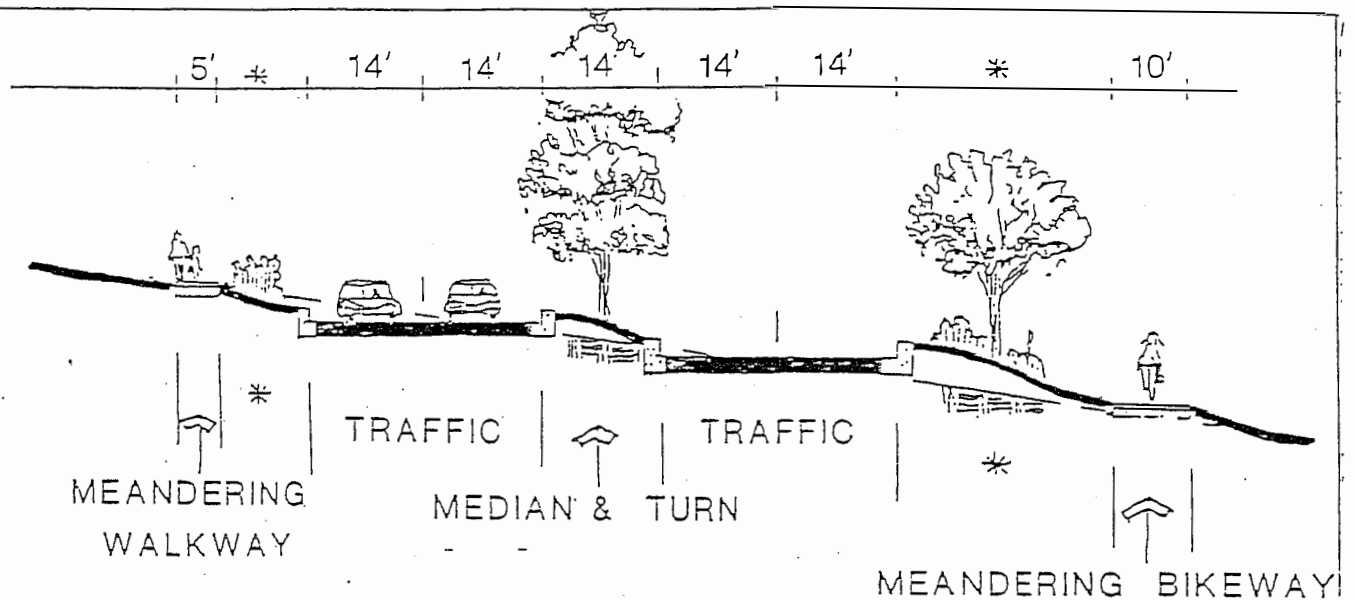 5' * 14' 14' 14 14' 14' * 10'
* TRAFFIC TRAFFIC *
MEANDERING WALKWAY
MEDIAN & TURN
MEANDERING BIKEWAY